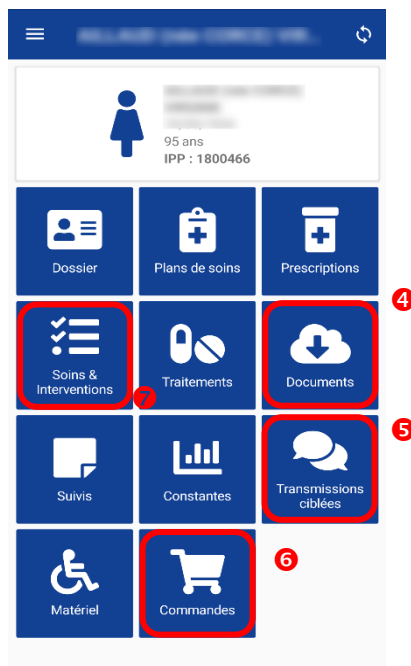 95 ans
IPP : 1800466
Dossier
Plans de soins
Prescriptions
4
Soins &
Interventions
7
Traitements
Documents
5
Suivis
Constantes
Transmissions
ciblées
6
Matériel
Commandes